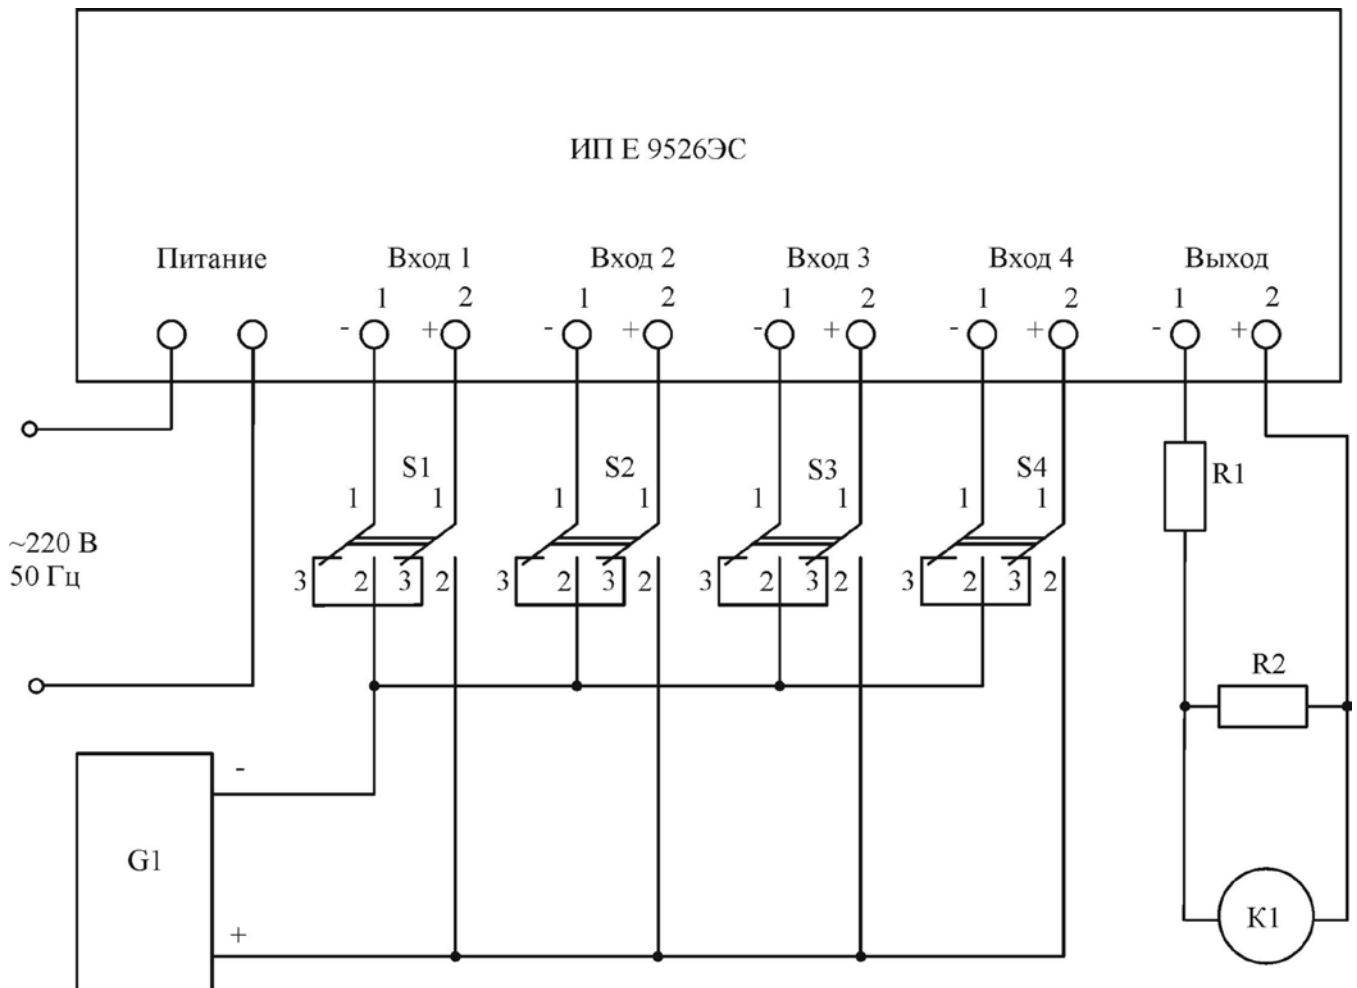 ИП Е 9526ЭС
Питание Вход 1 Вход 2 Вход 3 Вход 4 Выход
1 2 1 2 1 2 1 2 1 2
- + - + - + - + - +
S1 S2 S3 S4 R1
1 1 1 1 1 1 1 1
~220 В
50 Гц
3 2 3 2 3 2 3 2 3 2 3 2 3 2 3 2
R2
-
G1
+
К1